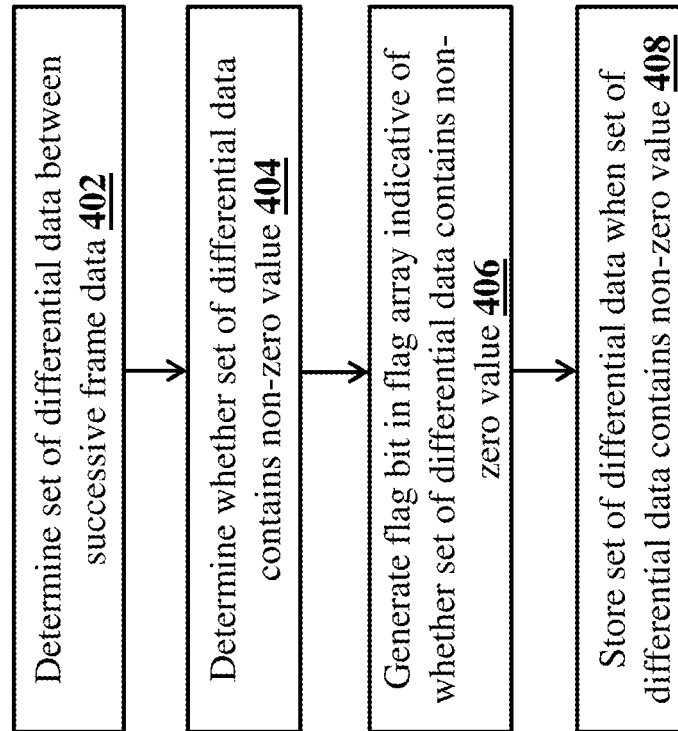 Determine set of differential data between
successive frame data 402
Determine whether set of differential data
contains non-zero value 404
Generate flag bit in flag array indicative of
whether set of differential data contains non-
zero value 406
Store set of differential data when set of
differential data contains non-zero value 408